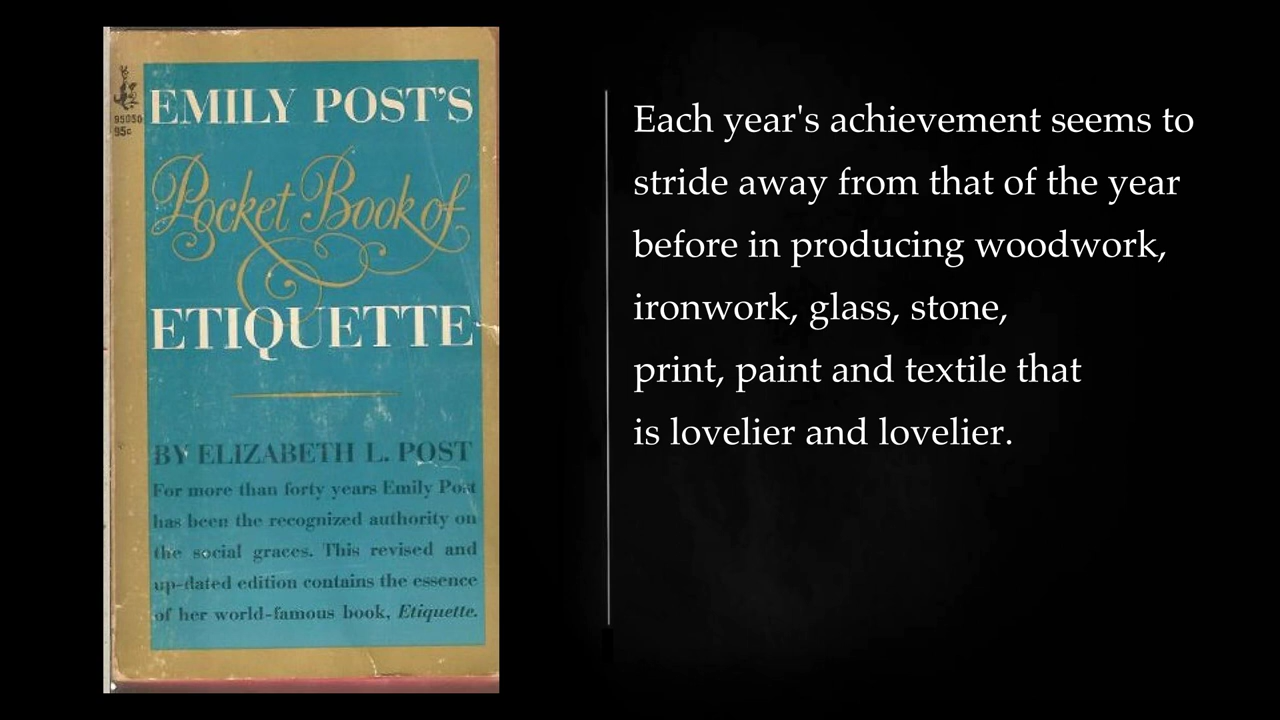 EMILY POST'S
Pocket Book of
ETIQUETTE
95050
95c
BY ELIZABETH L. POST
For more than forty years Emily Post
has been the recognized authority on
the social graces. This revised and
up-dated edition contains the essence
of her world-famous book, Etiquette.
Each year's achievement seems to
stride away from that of the year
before in producing woodwork,
ironwork, glass, stone,
print, paint and textile that
is lovelier and lovelier.